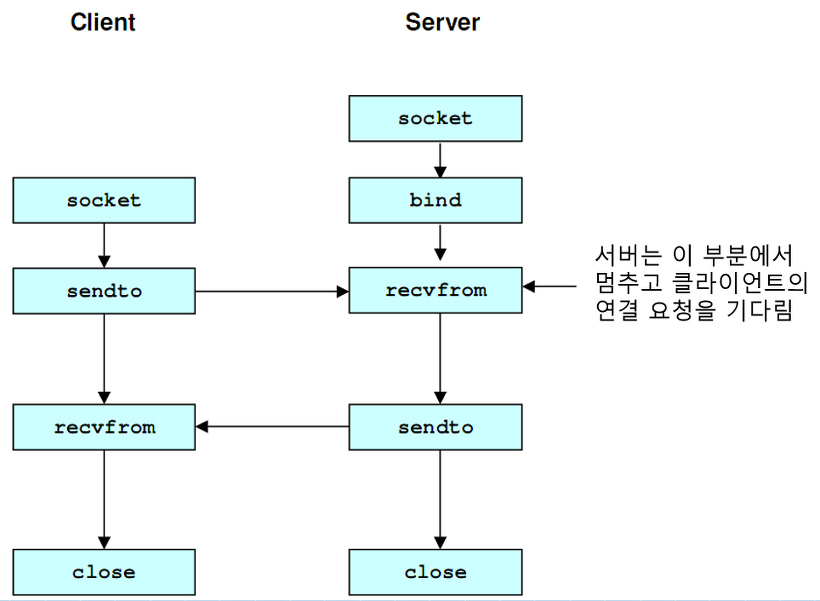 Client
Server
socket
socket
bind
서버는 이 부분에서
멈추고 클라이언트의
연결 요청을 기다림
sendto
recvfrom
recvfrom
sendto
close
close